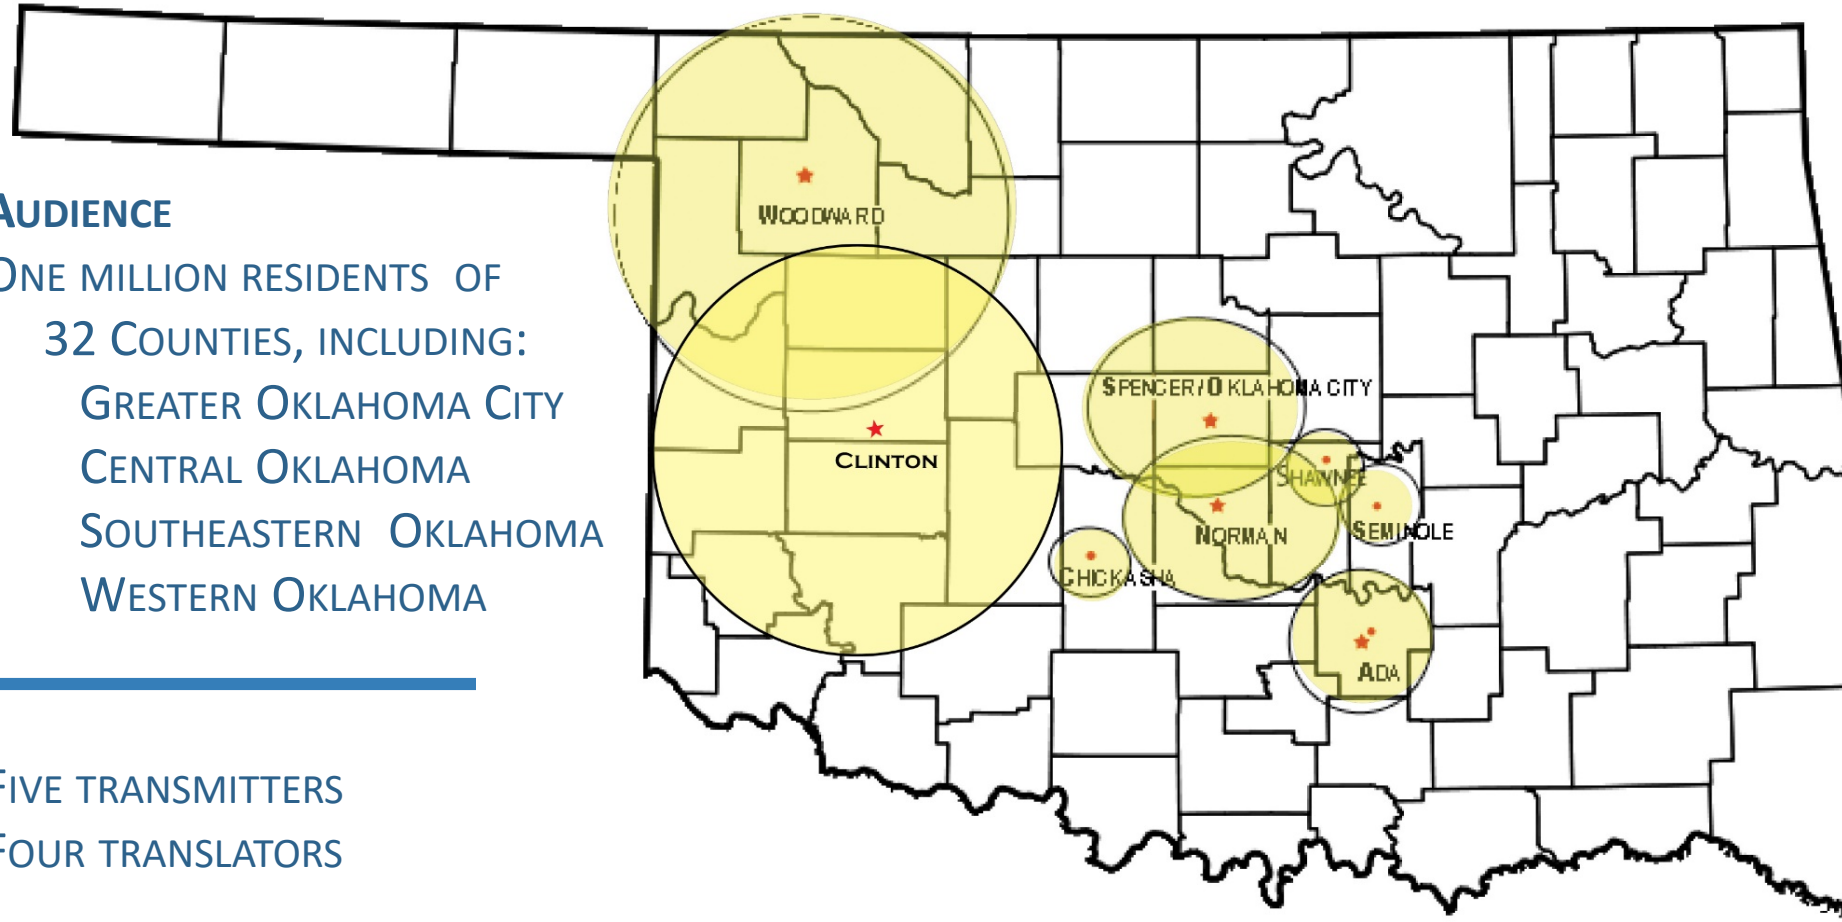 AUDIENCE
ONE MILLION RESIDENTS OF
32 COUNTIES, INCLUDING:
GREATER OKLAHOMA CITY
CENTRAL OKLAHOMA
SOUTHEASTERN OKLAHOMA
WESTERN OKLAHOMA
FIVE TRANSMITTERS
FOUR TRANSLATORS
WOODWARD
CLINTON
SPENCER/OKLAHOMA CITY
SHAWNEE
SEMINOLE
NORMAN
CHICKASHA
ADA